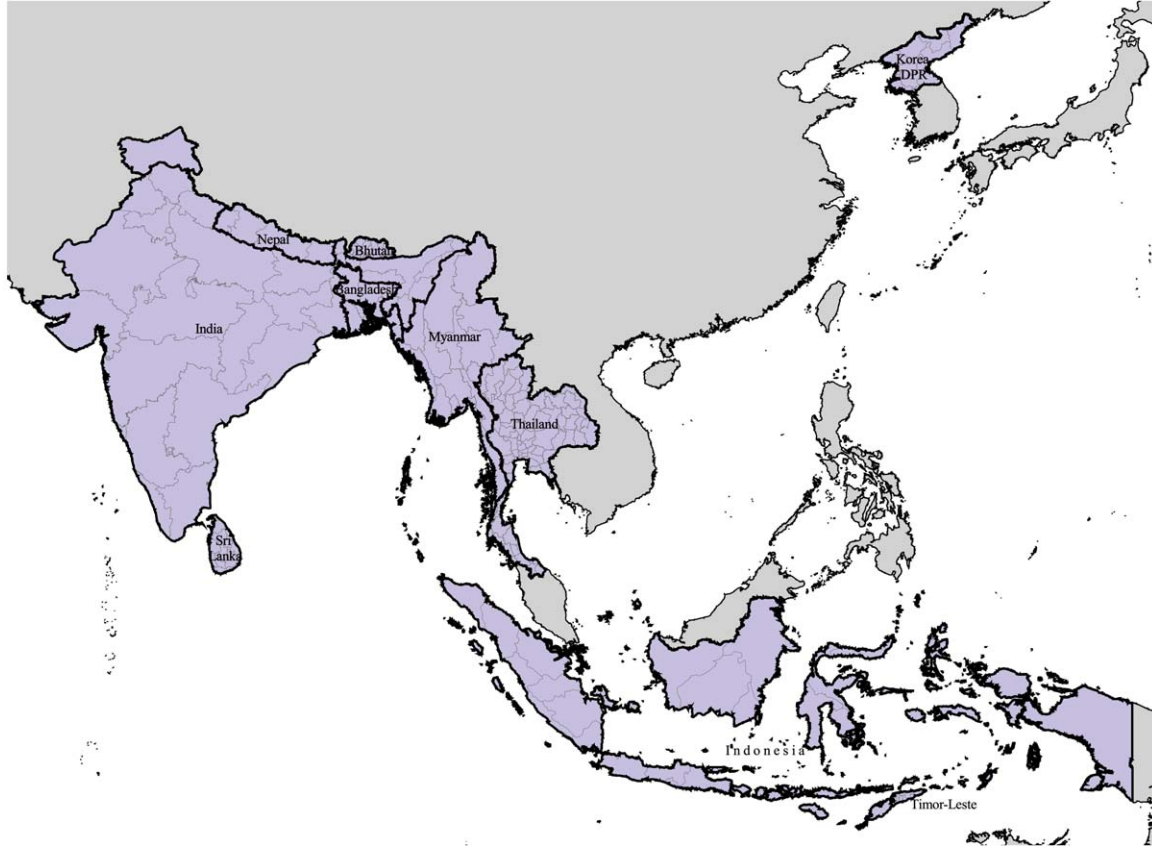 Korea
DPR
Nepal
Bhutan
Bangladesh
India
Myanmar
Thailand
Sri
Lanka
Indonesia
Timor-Leste